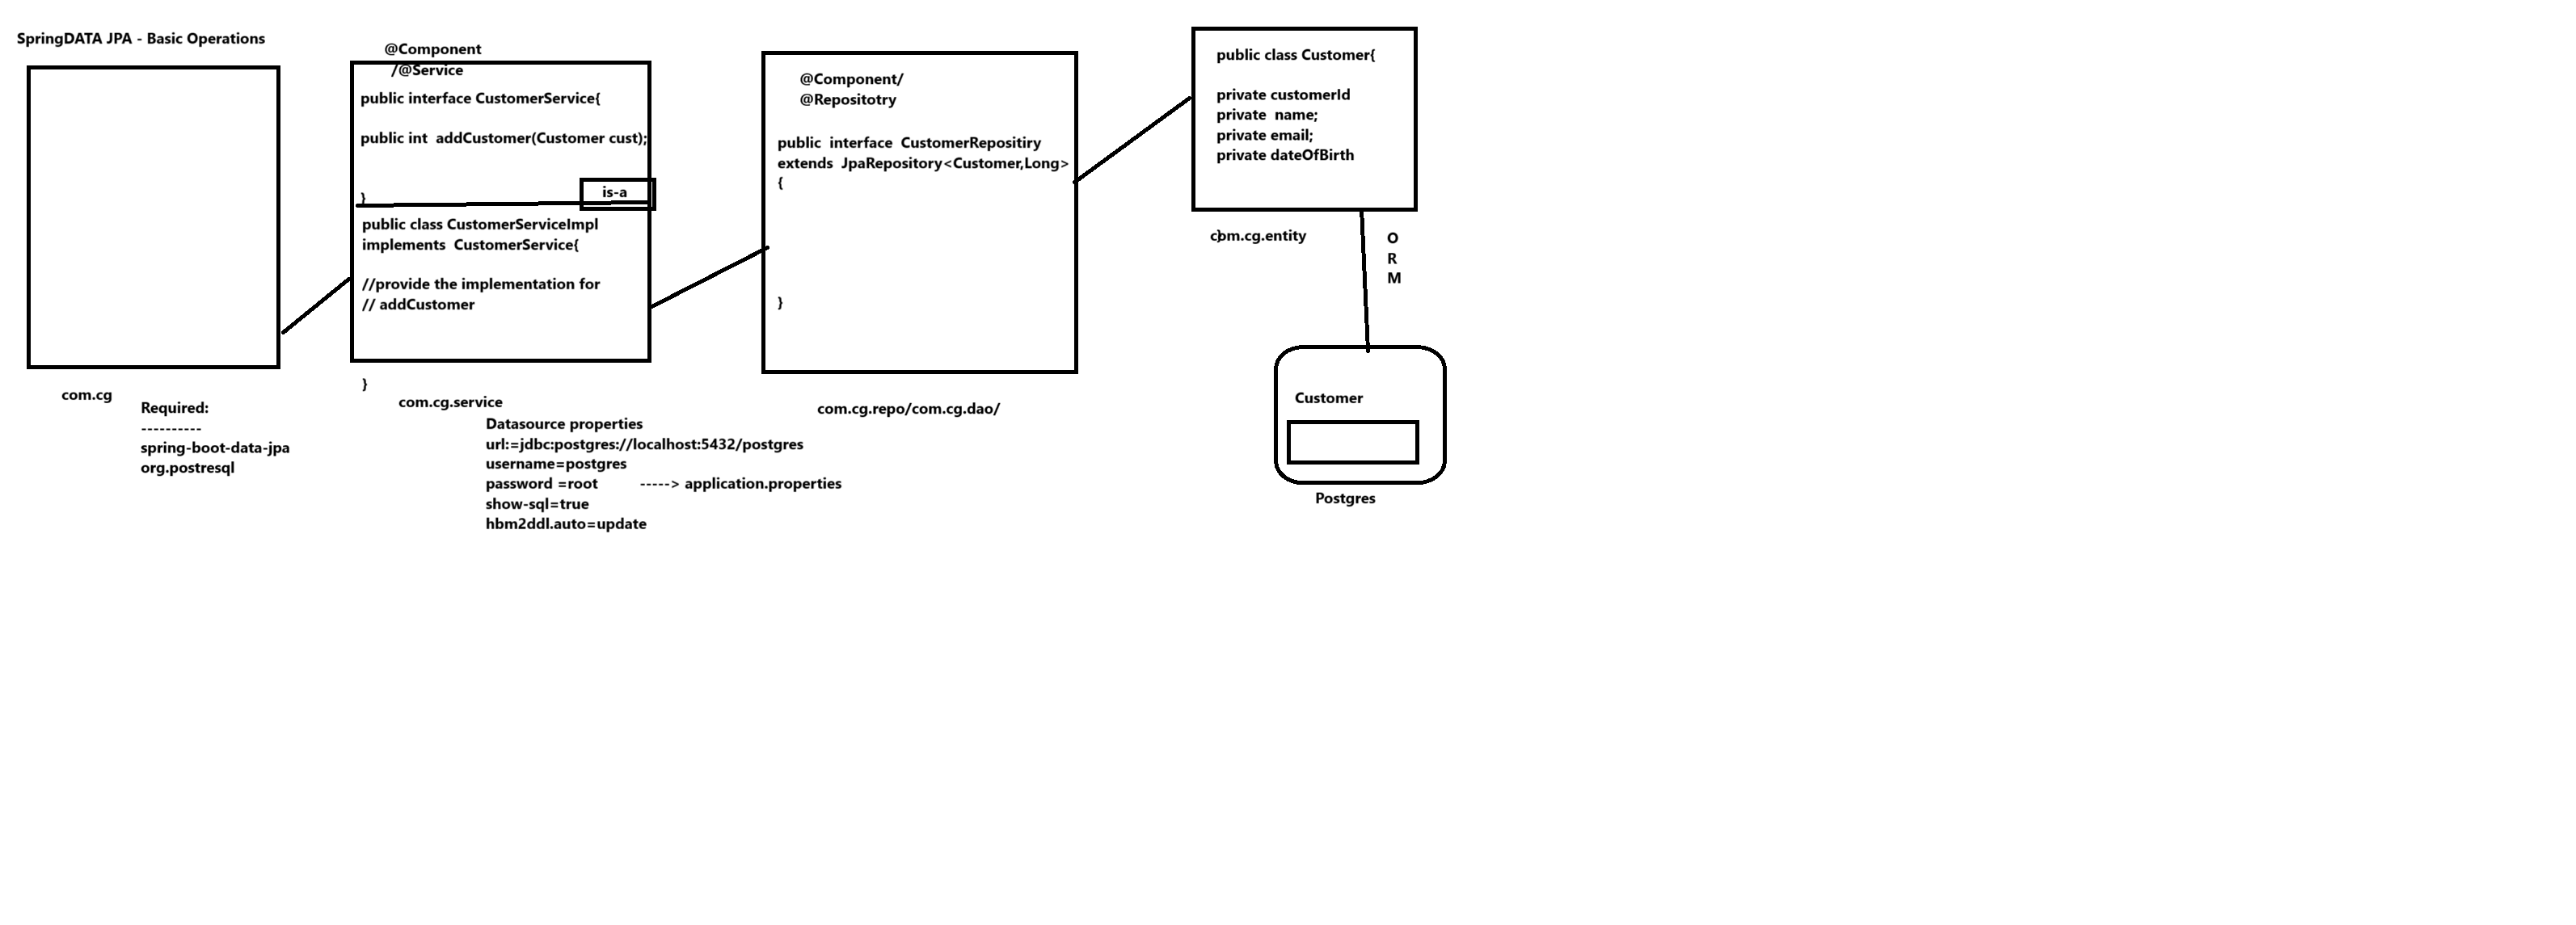 SpringDATA JPA - Basic Operations
com.cg
Required:
----------
spring-boot-data-jpa
org.postresql
@Component
/@Service
public interface CustomerService{
public int  addCustomer(Customer cust);
}
is-a
public class CustomerServiceImpl
implements  CustomerService{
//provide the implementation for
// addCustomer
}
com.cg.service
Datasource properties
url:=jdbc:postgres://localhost:5432/postgres
username=postgres
password =root          -----> application.properties
show-sql=true
hbm2ddl.auto=update
@Component/
@Repositotry
public  interface  CustomerRepositiry
extends  JpaRepository<Customer,Long>
{
}
com.cg.repo/com.cg.dao/
public class Customer{
private customerId
private  name;
private email;
private dateOfBirth
}
com.cg.entity
O
R
M
Customer
Postgres